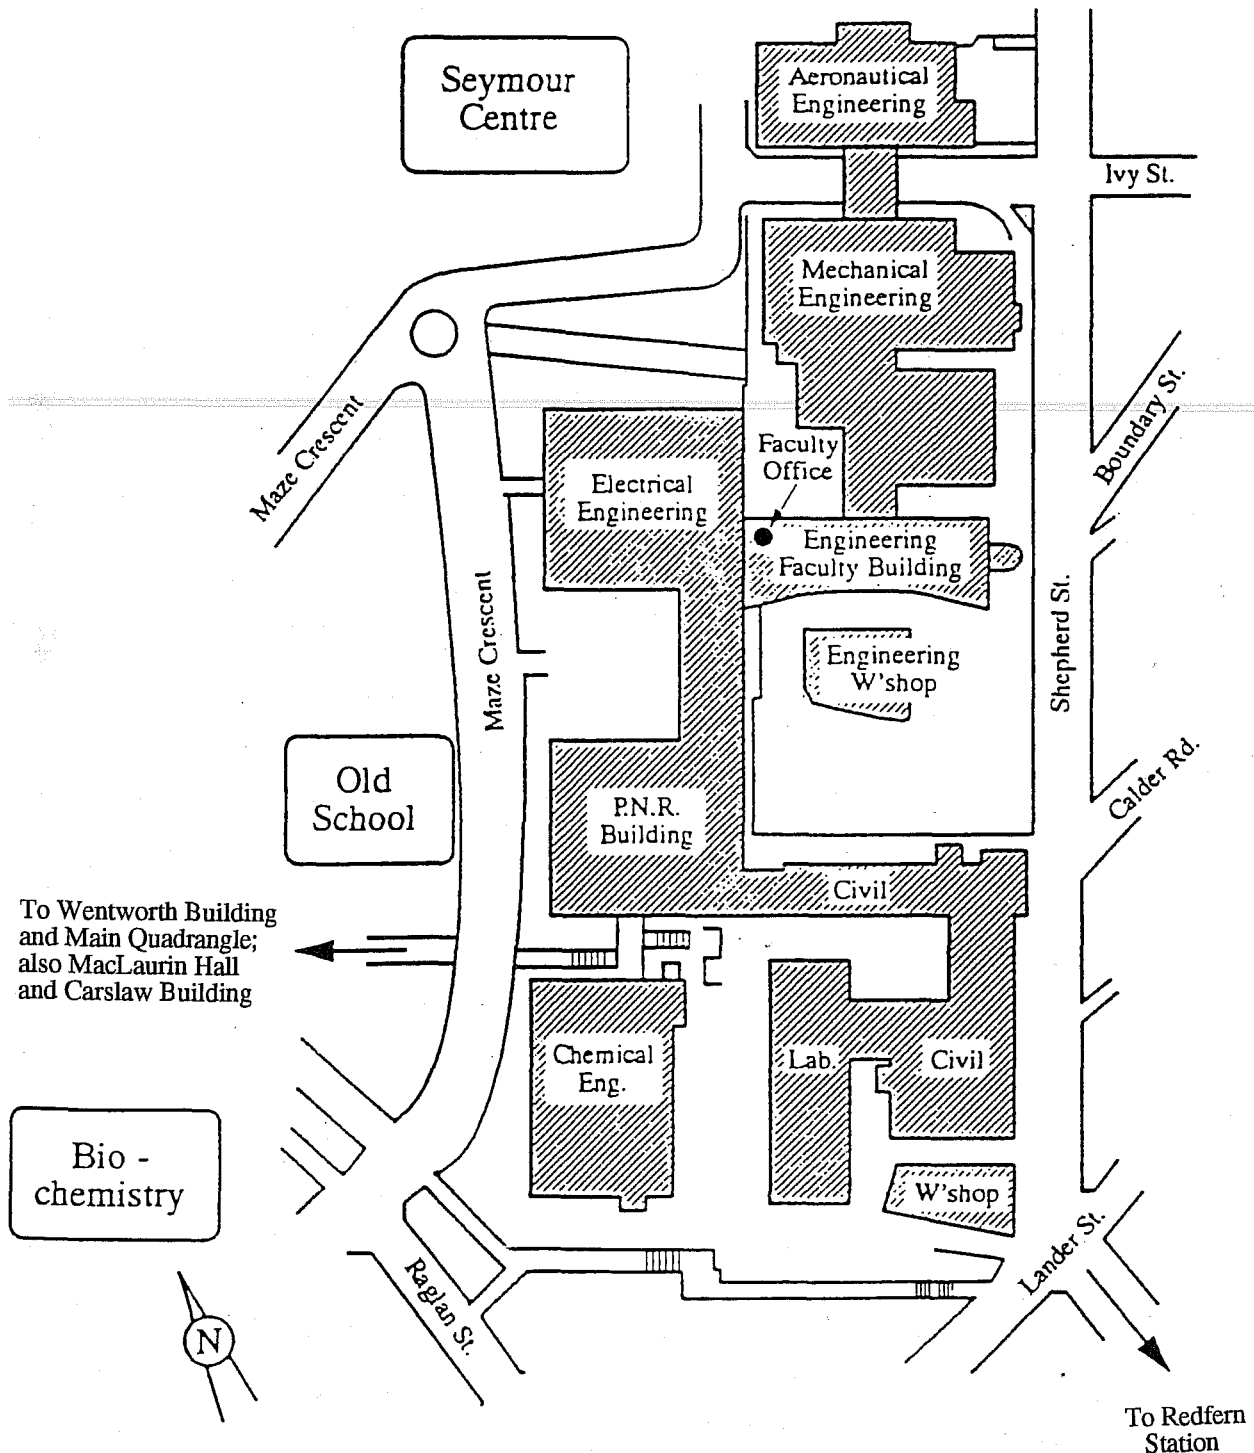 Seymour
Centre
Aeronautical
Engineering
Ivy St.
Mechanical
Engineering
Maze Crescent
Boundary St.
Faculty
Office
Electrical
Engineering
Engineering
Faculty Building
Maze Crescent
Shepherd St.
Engineering
W'shop
Old
School
Calder Rd.
P.N.R.
Building
Civil
To Wentworth Building
and Main Quadrangle;
also MacLaurin Hall
and Carslaw Building
Chemical
Eng.
Lab.
Civil
Bio -
chemistry
W'shop
Lander St.
Raglan St.
N
To Redfern
Station